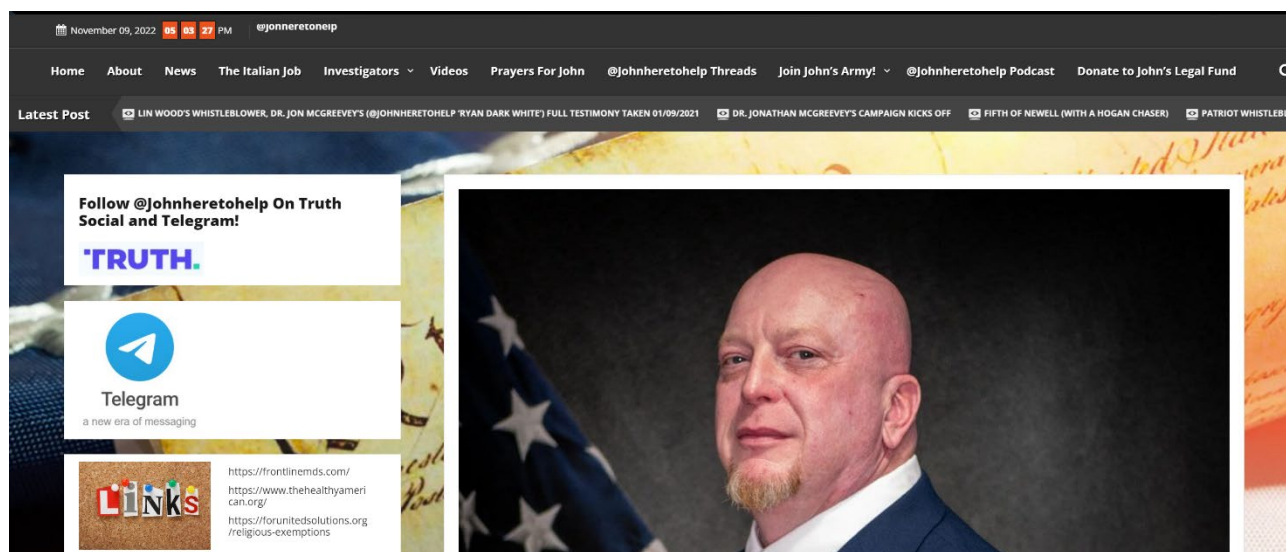 November 09, 2022 05 03 27 PM @Johnheretohelp
Home About News The Italian Job Investigators Videos Prayers For John @Johnheretohelp Threads Join John's Army! @Johnheretohelp Podcast Donate to John's Legal Fund
Latest Post LIN WOOD'S WHISTLEBLOWER, DR. JON MCGREEVEY'S (@JOHNHERETOHELP 'RYAN DARK WHITE') FULL TESTIMONY TAKEN 01/09/2021 DR. JONATHAN MCGREEVEY'S CAMPAIGN KICKS OFF FIFTH OF NEWELL (WITH A HOGAN CHASER) PATRIOT
Follow @Johnheretohelp On Truth
Social and Telegram!
TRUTH.
Telegram
a new era of messaging
LiNkS
https://frontlinemds.com/
https://www.thehealthyameri
can.org/
https://forunitedsolutions.org
/religious-exemptions